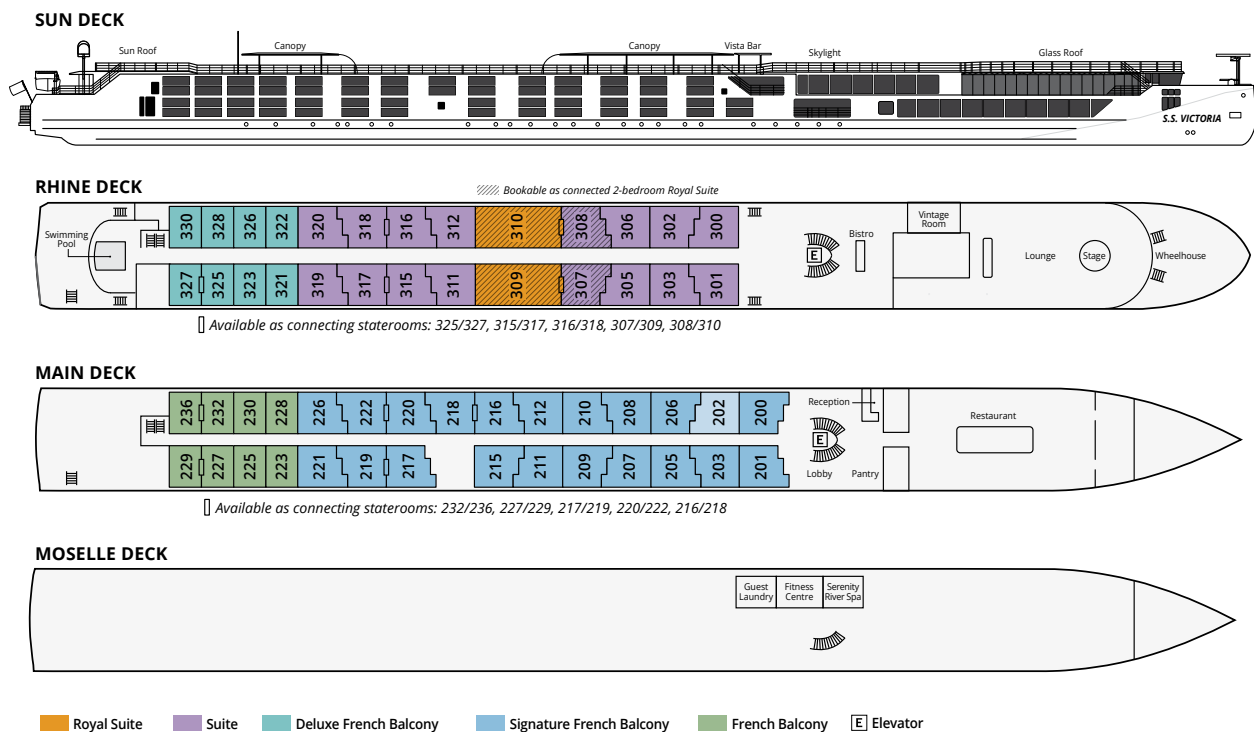 SUN DECK
Sun Roof
Canopy
Canopy
Vista Bar
Skylight
Glass Roof
S.S. VICTORIA
RHINE DECK
Bookable as connected 2-bedroom Royal Suite
Swimming
Pool
330 328 326 322 320 318 316 312 310 308 306 302 300
327 325 323 321 319 317 315 311 309 307 305 303 301
E
Bistro
Vintage
Room
Lounge
Stage
Wheelhouse
Available as connecting staterooms: 325/327, 315/317, 316/318, 307/309, 308/310
MAIN DECK
236 232 230 228 226 222 220 218 216 212 210 208 206 202 200
229 227 225 223 221 219 217 215 211 209 207 205 203 201
Reception
E
Lobby
Pantry
Restaurant
Available as connecting staterooms: 232/236, 227/229, 217/219, 220/222, 216/218
MOSELLE DECK
Guest
Laundry
Fitness
Centre
Serenity
River Spa
Royal Suite
Suite
Deluxe French Balcony
Signature French Balcony
French Balcony
E Elevator